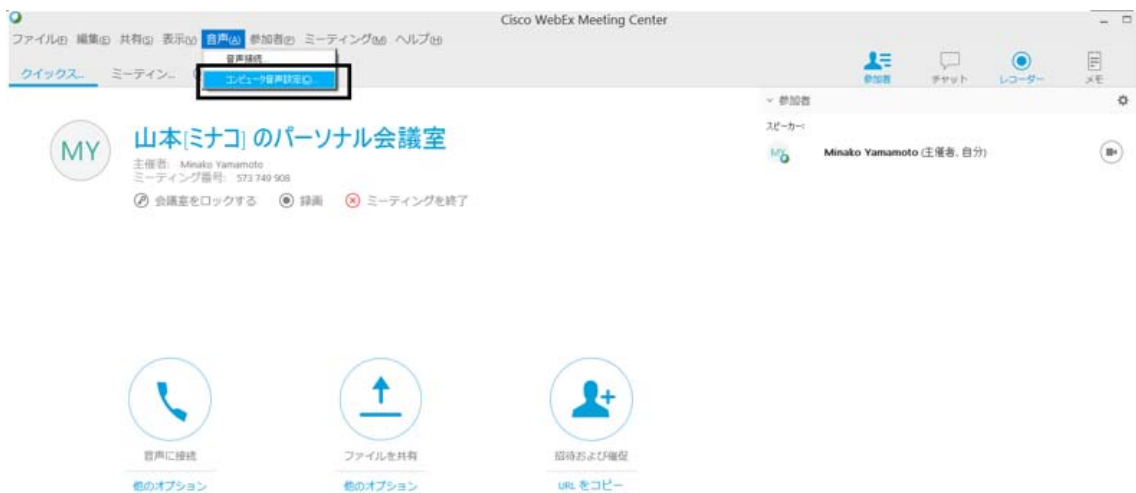 Cisco WebEx Meeting Center
ファイル(F) 編集(E) 共有(S) 表示(V) 音声(A) 参加者(P) ミーティング(M) ヘルプ(H)
音声接続...
コンピュータ音声設定(C)...
クイックス... ミーティン...
参加者 チャット レコーダー メモ
参加者
スピーカー:
MY Minako Yamamoto (主催者, 自分)
MY
山本[ミナコ] のパーソナル会議室
主催者: Minako Yamamoto
ミーティング番号: 573 749 908
会議室をロックする 録画 ミーティングを終了
音声に接続 ファイルを共有 招待および催促
他のオプション 他のオプション URL をコピー